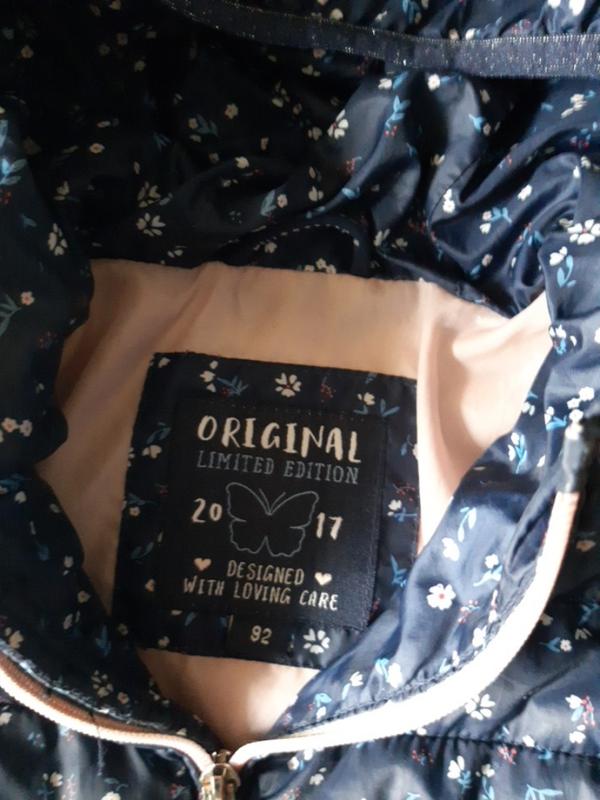 ORIGINAL
LIMITED EDITION
20 17
DESIGNED
WITH LOVING CARE
92